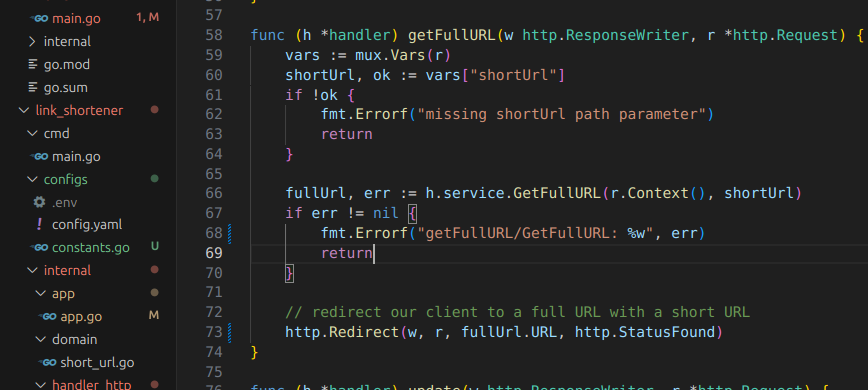 main.go 1, M
internal
go.mod
go.sum
link_shortener
cmd
main.go
configs
.env
config.yaml
constants.go U
internal
app
app.go M
domain
short_url.go
handler_http
57
58 func (h *handler) getFullURL(w http.ResponseWriter, r *http.Request) {
59 vars := mux.Vars(r)
60 shortUrl, ok := vars["shortUrl"]
61 if !ok {
62 fmt.Errorf("missing shortUrl path parameter")
63 return
64 }
65
66 fullUrl, err := h.service.GetFullURL(r.Context(), shortUrl)
67 if err != nil {
68 fmt.Errorf("getFullURL/GetFullURL: %w", err)
69 return
70 }
71
72 // redirect our client to a full URL with a short URL
73 http.Redirect(w, r, fullUrl.URL, http.StatusFound)
74 }
75
76 func (h *handler) update(w http.ResponseWriter, r *http.Request) {